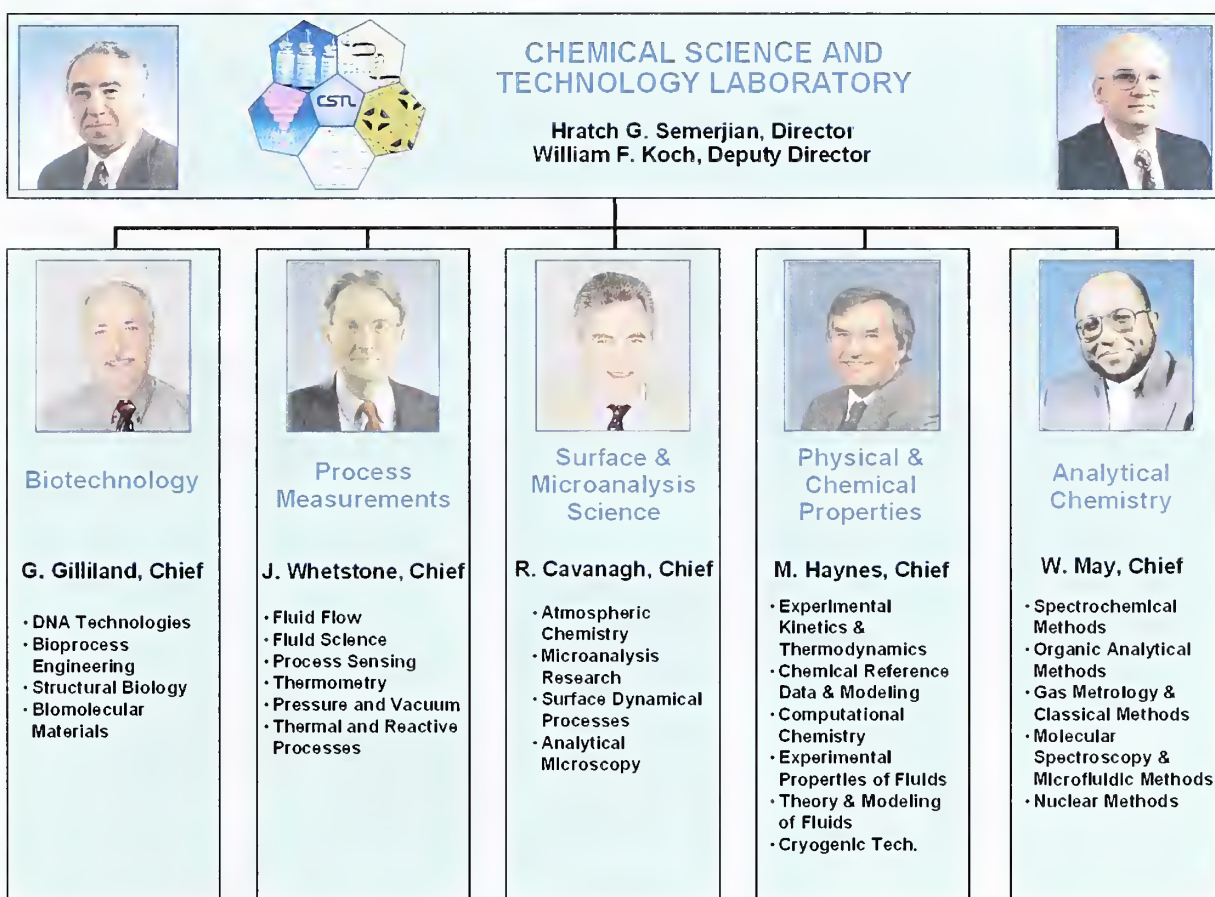 CSTL
CHEMICAL SCIENCE AND
TECHNOLOGY LABORATORY
Hratch G. Semerjian, Director
William F. Koch, Deputy Director
Biotechnology
G. Gilliland, Chief
· DNA Technologies
· Bioprocess
Engineering
· Structural Biology
· Biomolecular
Materials
Process
Measurements
J. Whetstone, Chief
· Fluid Flow
· Fluid Science
· Process Sensing
· Thermometry
· Pressure and Vacuum
· Thermal and Reactive
Processes
Surface &
Microanalysis
Science
R. Cavanagh, Chief
· Atmospheric
Chemistry
· Microanalysis
Research
· Surface Dynamical
Processes
· Analytical
Microscopy
Physical &
Chemical
Properties
M. Haynes, Chief
· Experimental
Kinetics &
Thermodynamics
· Chemical Reference
Data & Modeling
· Computational
Chemistry
· Experimental
Properties of Fluids
· Theory & Modeling
of Fluids
· Cryogenic Tech.
Analytical
Chemistry
W. May, Chief
· Spectrochemical
Methods
· Organic Analytical
Methods
· Gas Metrology &
Classical Methods
· Molecular
Spectroscopy &
Microfluidic Methods
· Nuclear Methods